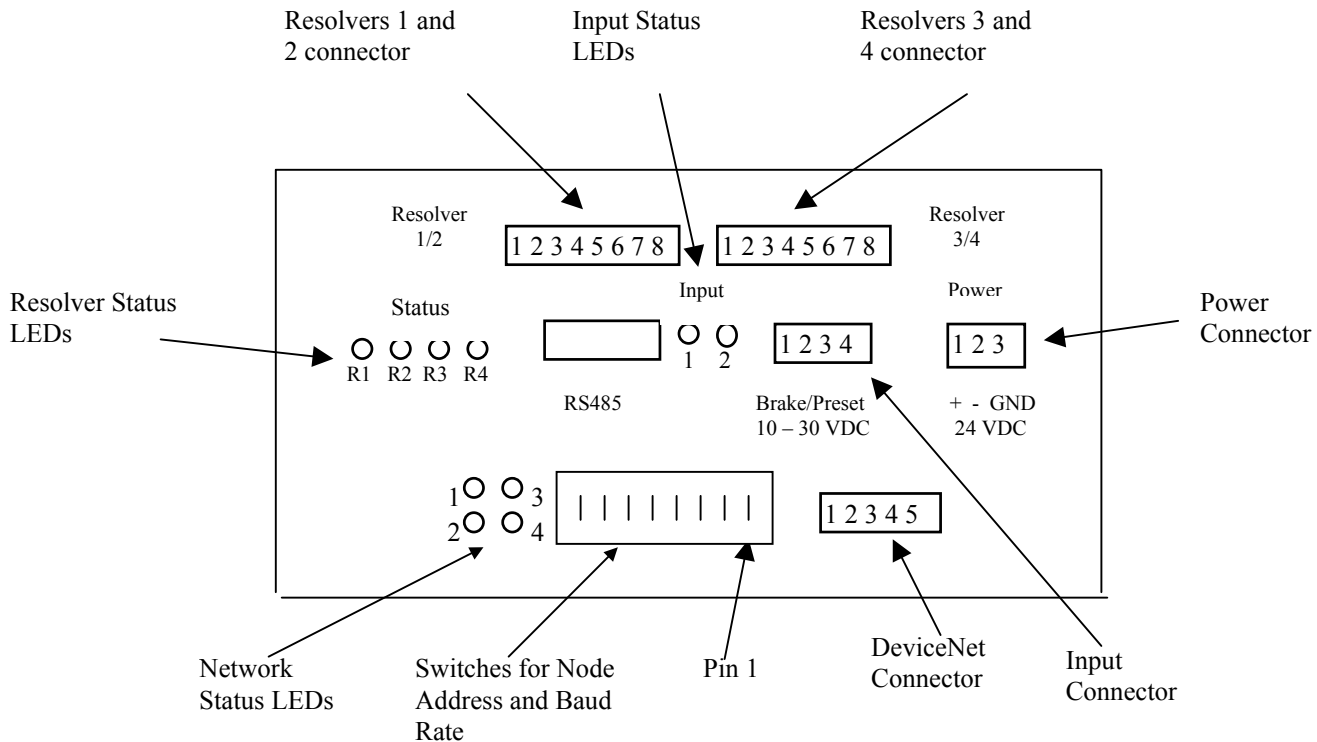 Resolvers 1 and
2 connector
Input Status
LEDs
Resolvers 3 and
4 connector
Resolver
1/2
1 2 3 4 5 6 7 8
1 2 3 4 5 6 7 8
Resolver
3/4
Resolver Status
LEDs
Status
R1 R2 R3 R4
Input
1 2
1 2 3 4
Power
1 2 3
Power
Connector
RS485
Brake/Preset
10 – 30 VDC
+ - GND
24 VDC
1 3
2 4
1 2 3 4 5
Network
Status LEDs
Switches for Node
Address and Baud
Rate
Pin 1
DeviceNet
Connector
Input
Connector